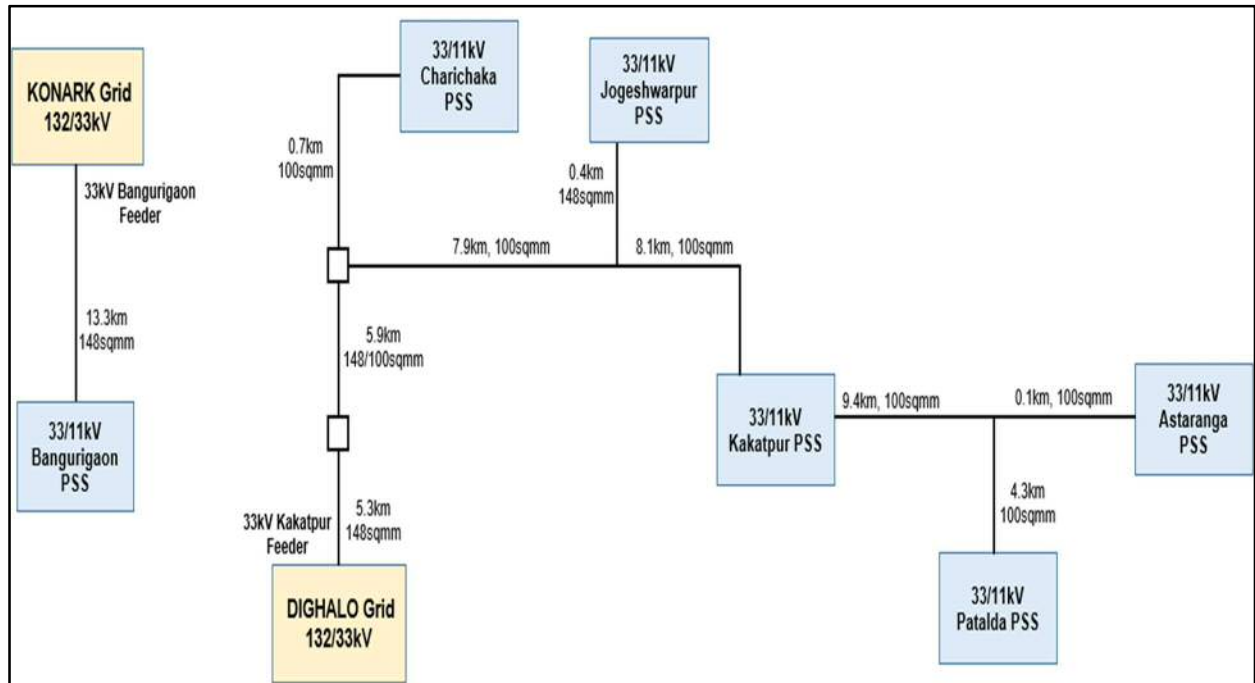 KONARK Grid
132/33kV
33kV Bangurigaon
Feeder
13.3km
148sqmm
33/11kV
Bangurigaon
PSS
33/11kV
Charichaka
PSS
0.7km
100sqmm
33/11kV
Jogeshwarpur
PSS
0.4km
148sqmm
7.9km, 100sqmm
8.1km, 100sqmm
5.9km
148/100sqmm
33kV Kakatpur
Feeder
5.3km
148sqmm
DIGHALO Grid
132/33kV
33/11kV
Kakatpur PSS
9.4km, 100sqmm
0.1km, 100sqmm
33/11kV
Astaranga
PSS
4.3km
100sqmm
33/11kV
Patalda PSS